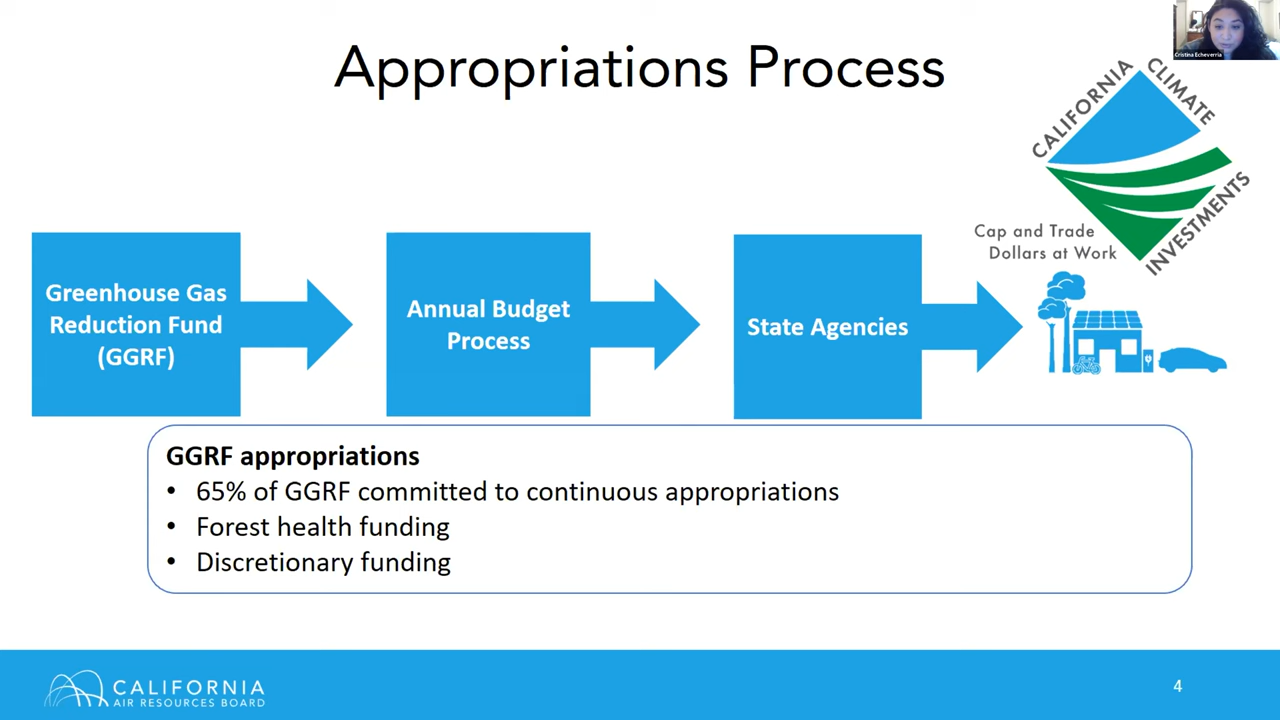 Appropriations Process
Cristina Echeverria
CALIFORNIA
CLIMATE
INVESTMENTS
Cap and Trade
Dollars at Work
Greenhouse Gas
Reduction Fund
(GGRF)
Annual Budget
Process
State Agencies
GGRF appropriations
• 65% of GGRF committed to continuous appropriations
• Forest health funding
• Discretionary funding
CALIFORNIA
AIR RESOURCES BOARD
4